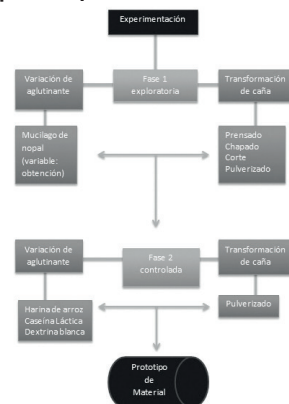 Experimentación
Variación de
aglutinante
Fase 1
exploratoria
Transformación
de caña
Mucilago de
nopal
(variable:
obtención)
Prensado
Chapado
Corte
Pulverizado
Variación de
aglutinante
Fase 2
controlada
Transformación
de caña
Harina de arroz
Caseína Láctica
Dextrina blanca
Pulverizado
Prototipo
de
Material